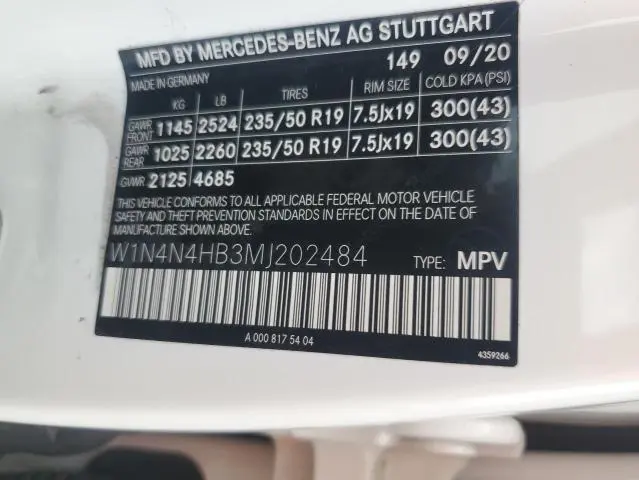 MFD BY MERCEDES-BENZ AG STUTTGART
MADE IN GERMANY 149 09/20
KG LB TIRES RIM SIZE COLD KPA(PSI)
GAWR FRONT 1145 2524 235/50 R19 7.5Jx19 300(43)
GAWR REAR 1025 2260 235/50 R19 7.5Jx19 300(43)
GVWR 2125 4685
THIS VEHICLE CONFORMS TO ALL APPLICABLE FEDERAL MOTOR VEHICLE
SAFETY AND THEFT PREVENTION STANDARDS IN EFFECT ON THE DATE
OF MANUFACTURE SHOWN ABOVE.
W1N4N4HB3MJ202484 TYPE: MPV
A 000 817 54 04
4359266